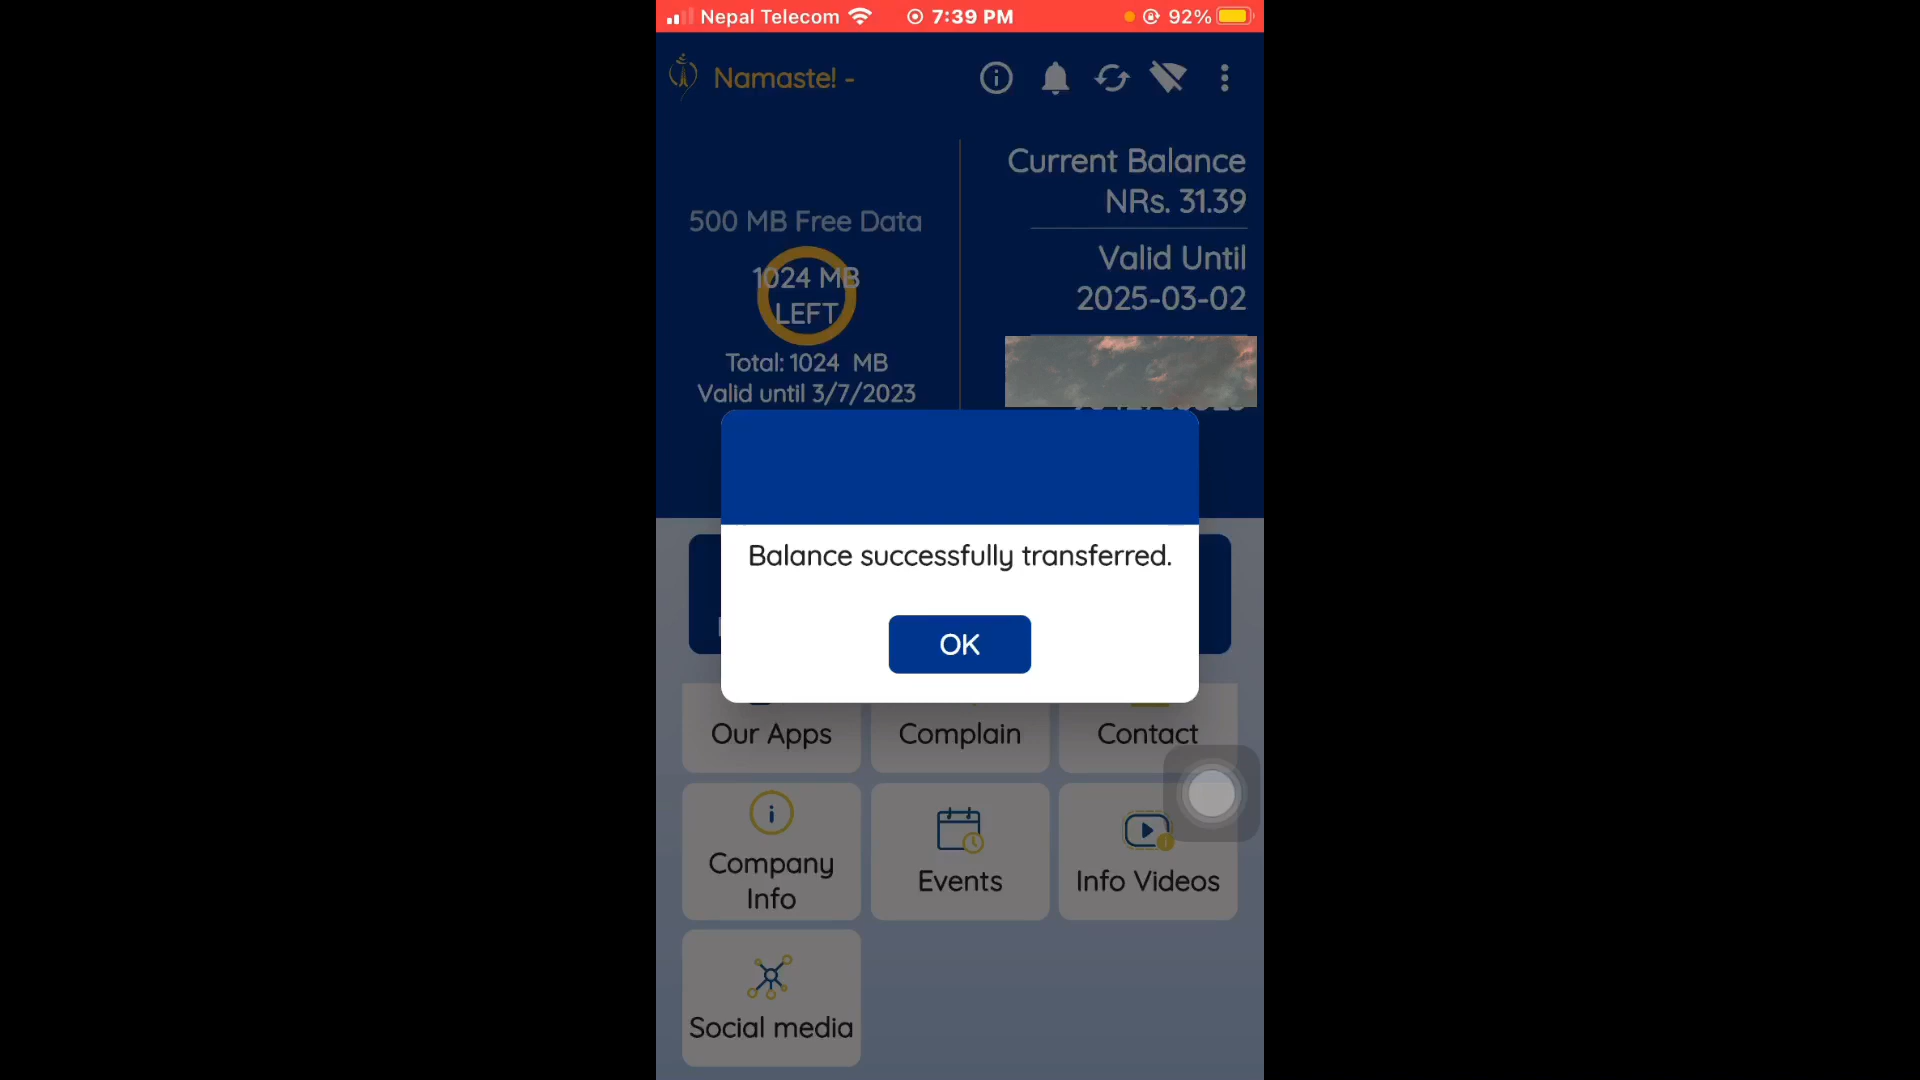 Nepal Telecom 7:39 PM 92%
Namaste! -
Current Balance
NRs. 31.39
500 MB Free Data
Valid Until
2025-03-02
1024 MB
LEFT
Total: 1024 MB
Valid until 3/7/2023
Balance successfully transferred.
OK
Our Apps
Complain
Contact
Company
Info
Events
Info Videos
Social media